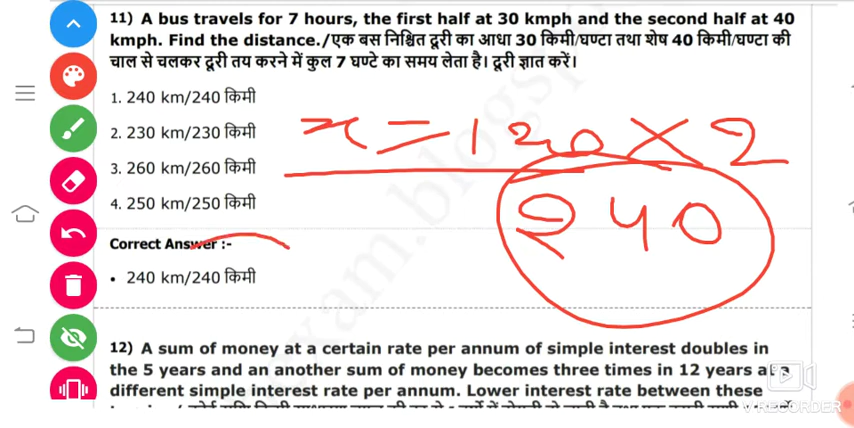 11) A bus travels for 7 hours, the first half at 30 kmph and the second half at 40
kmph. Find the distance./एक बस निश्चित दूरी का आधा 30 किमी/घण्टा तथा शेष 40 किमी/घण्टा की
चाल से चलकर दूरी तय करने में कुल 7 घण्टे का समय लेता है। दूरी ज्ञात करें।
1. 240 km/240 किमी
2. 230 km/230 किमी
x = 120 × 2
3. 260 km/260 किमी
4. 250 km/250 किमी
240
Correct Answer :-
• 240 km/240 किमी
12) A sum of money at a certain rate per annum of simple interest doubles in
the 5 years and an another sum of money becomes three times in 12 years at a
different simple interest rate per annum. Lower interest rate between these